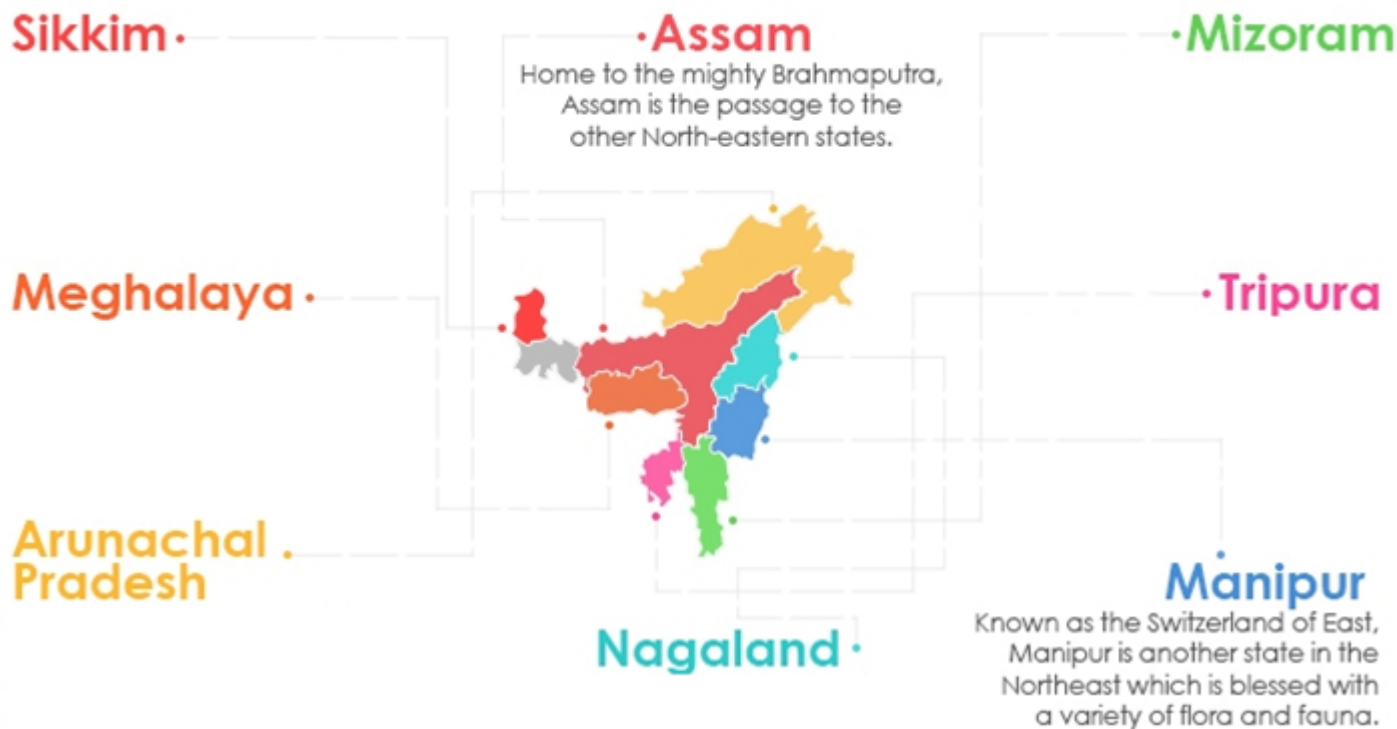 Sikkim
Assam
Home to the mighty Brahmaputra,
Assam is the passage to the
other North-eastern states.
Mizoram
Meghalaya
Tripura
Arunachal
Pradesh
Nagaland
Manipur
Known as the Switzerland of East,
Manipur is another state in the
Northeast which is blessed with
a variety of flora and fauna.